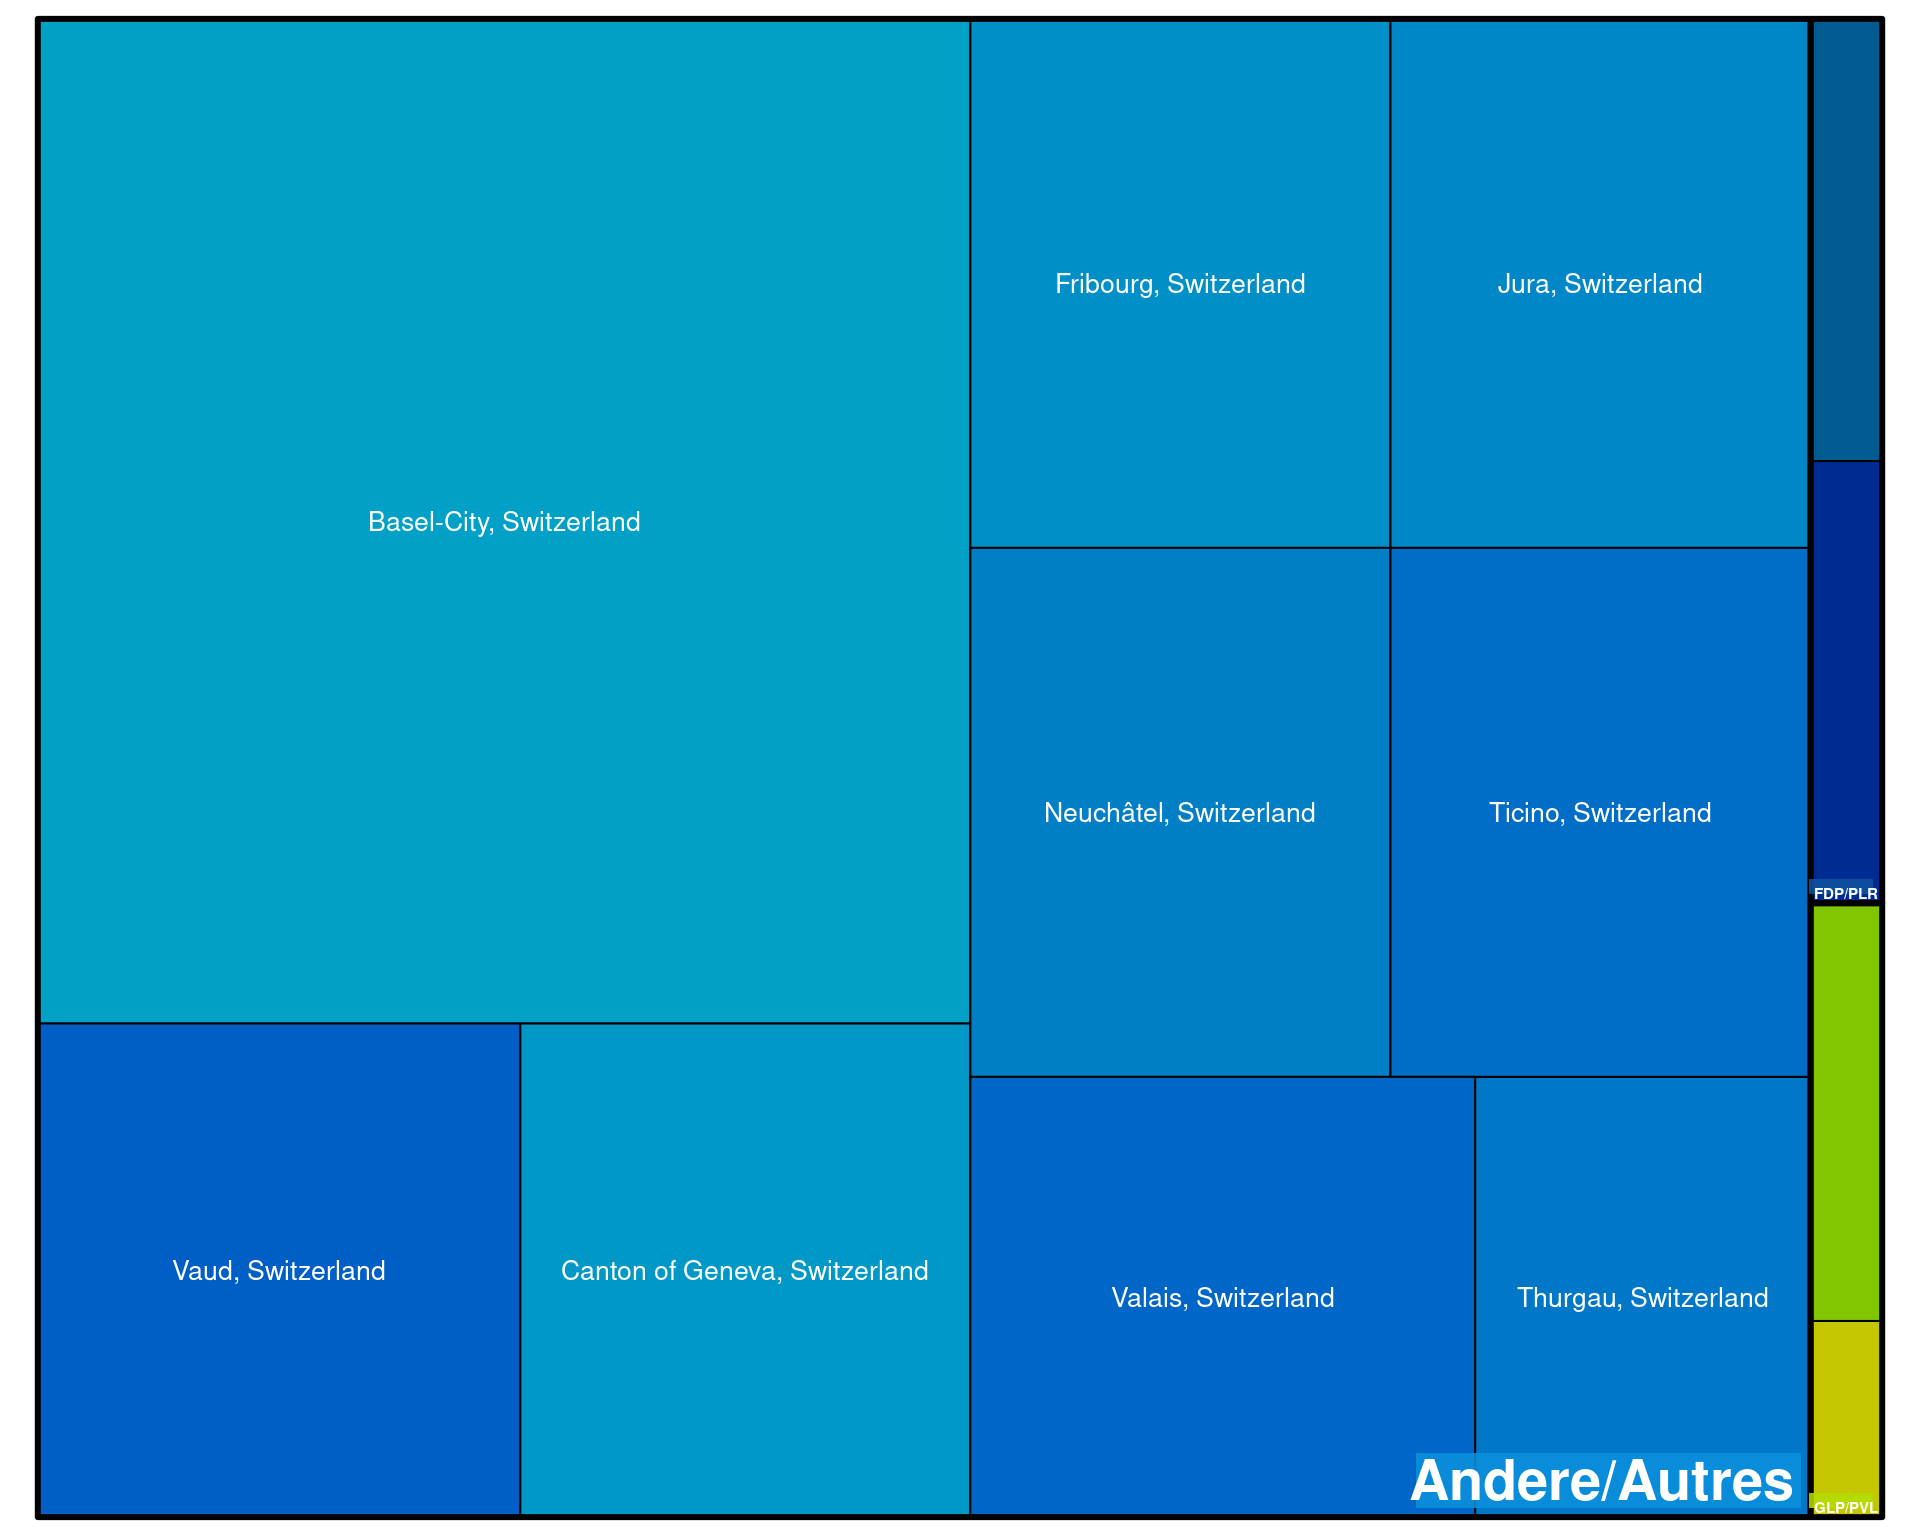 Fribourg, Switzerland
Jura, Switzerland
Basel-City, Switzerland
Neuchâtel, Switzerland
Ticino, Switzerland
FDP/PLR
Vaud, Switzerland
Canton of Geneva, Switzerland
Valais, Switzerland
Thurgau, Switzerland
Andere/Autres
GLP/PVL